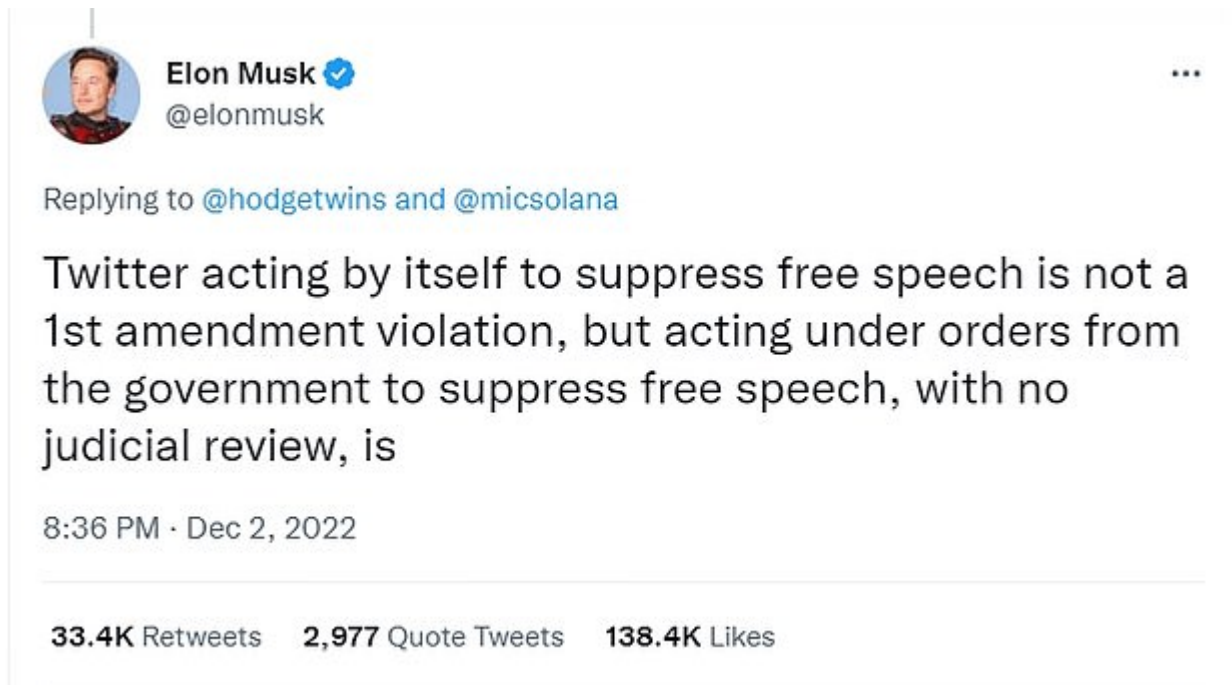 Elon Musk
@elonmusk
Replying to @hodgetwins and @micsolana
Twitter acting by itself to suppress free speech is not a
1st amendment violation, but acting under orders from
the government to suppress free speech, with no
judicial review, is
8:36 PM · Dec 2, 2022
33.4K Retweets 2,977 Quote Tweets 138.4K Likes